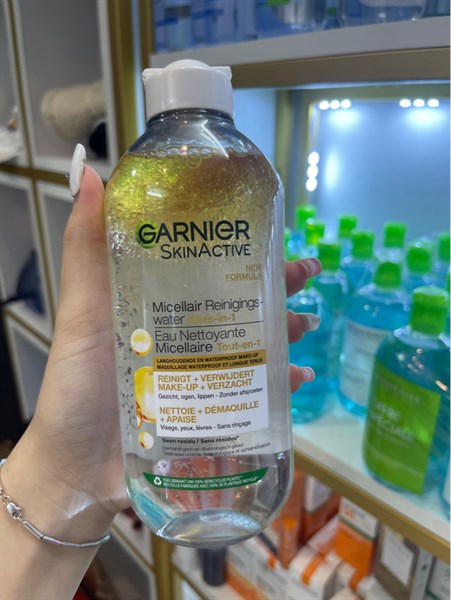 GARNIER
SKINACTIVE
NEW
FORMULA
Micellair Reinigings-
water All-in-1
Eau Nettoyante
Micellaire Tout-en-1
LANGHOUDENDE EN WATERPROOF MAKE-UP
MAQUILLAGE WATERPROOF ET LONGUE TENUE
REINIGT + VERWIJDERT
MAKE-UP + VERZACHT
Gezicht, ogen, lippen - Zonder afspoelen
NETTOIE + DÉMAQUILLE
+ APAISE
Visage, yeux, lèvres - Sans rinçage
Geen residu / Sans résidus*